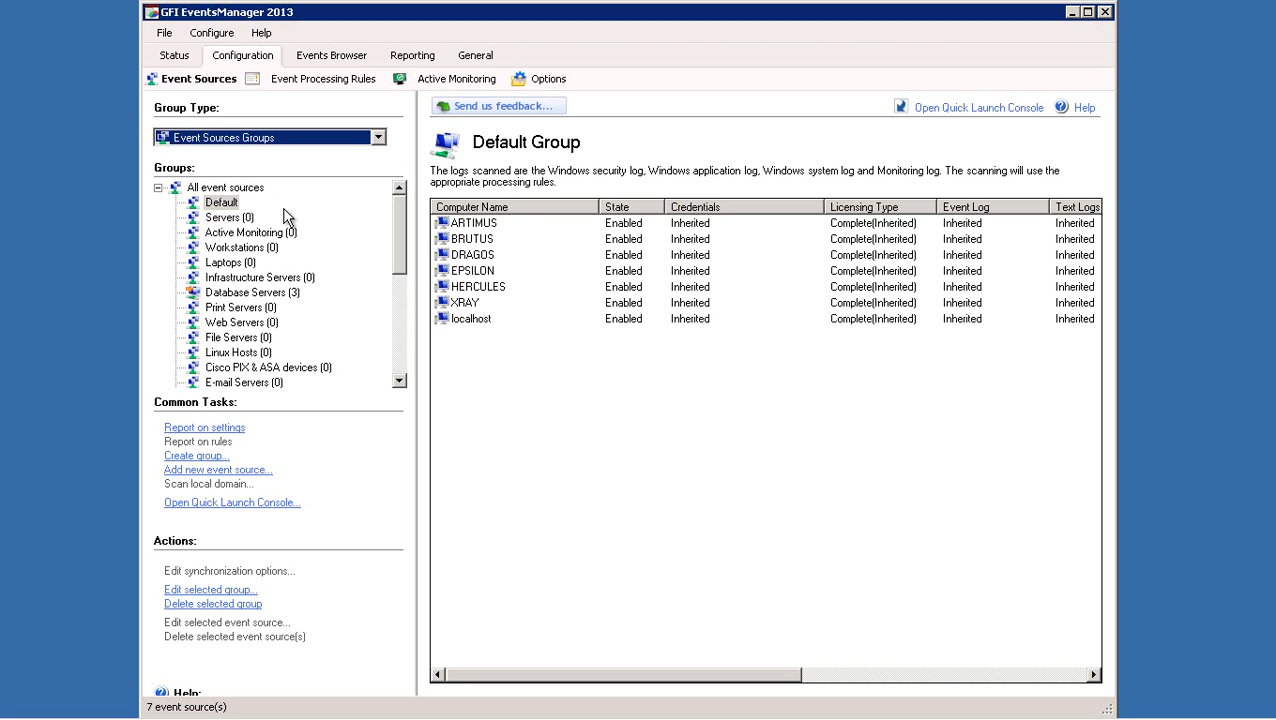 GFI EventsManager 2013
File Configure Help
Status Configuration Events Browser Reporting General
Event Sources Event Processing Rules Active Monitoring Options
Group Type:
Event Sources Groups
Groups:
All event sources
Default
Servers (0)
Active Monitoring (0)
Workstations (0)
Laptops (0)
Infrastructure Servers (0)
Database Servers (3)
Print Servers (0)
Web Servers (0)
File Servers (0)
Linux Hosts (0)
Cisco PIX & ASA devices (0)
E-mail Servers (0)
Common Tasks:
Report on settings
Report on rules
Create group...
Add new event source...
Scan local domain...
Open Quick Launch Console...
Actions:
Edit synchronization options...
Edit selected group...
Delete selected group
Edit selected event source...
Delete selected event source(s)
Help:
Send us feedback... Open Quick Launch Console Help
Default Group
The logs scanned are the Windows security log, Windows application log, Windows system log and Monitoring log. The scanning will use the
appropriate processing rules.
Computer Name State Credentials Licensing Type Event Log Text Logs
ARTIMUS Enabled Inherited Complete(Inherited) Inherited Inherited
BRUTUS Enabled Inherited Complete(Inherited) Inherited Inherited
DRAGOS Enabled Inherited Complete(Inherited) Inherited Inherited
EPSILON Enabled Inherited Complete(Inherited) Inherited Inherited
HERCULES Enabled Inherited Complete(Inherited) Inherited Inherited
XRAY Enabled Inherited Complete(Inherited) Inherited Inherited
localhost Enabled Inherited Complete(Inherited) Inherited Inherited
7 event source(s)